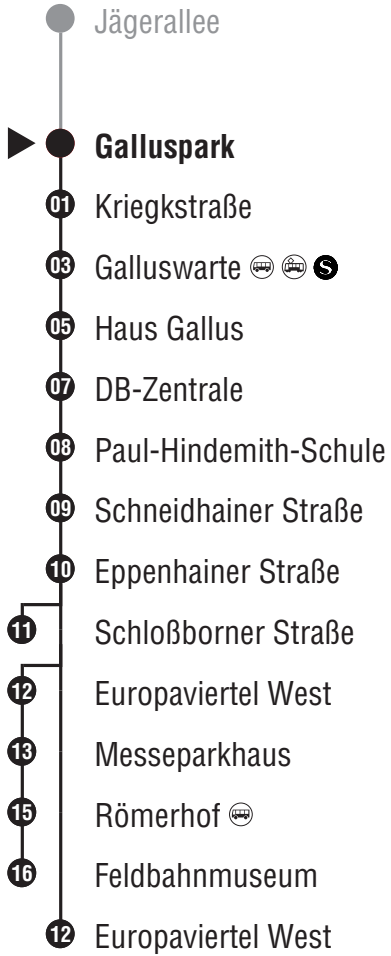 Jägerallee
Galluspark
01 Kriegkstraße
03 Galluswarte S
05 Haus Gallus
07 DB-Zentrale
08 Paul-Hindemith-Schule
09 Schneidhainer Straße
10 Eppenhainer Straße
11 Schloßborner Straße
12 Europaviertel West
13 Messeparkhaus
15 Römerhof
16 Feldbahnmuseum
12 Europaviertel West